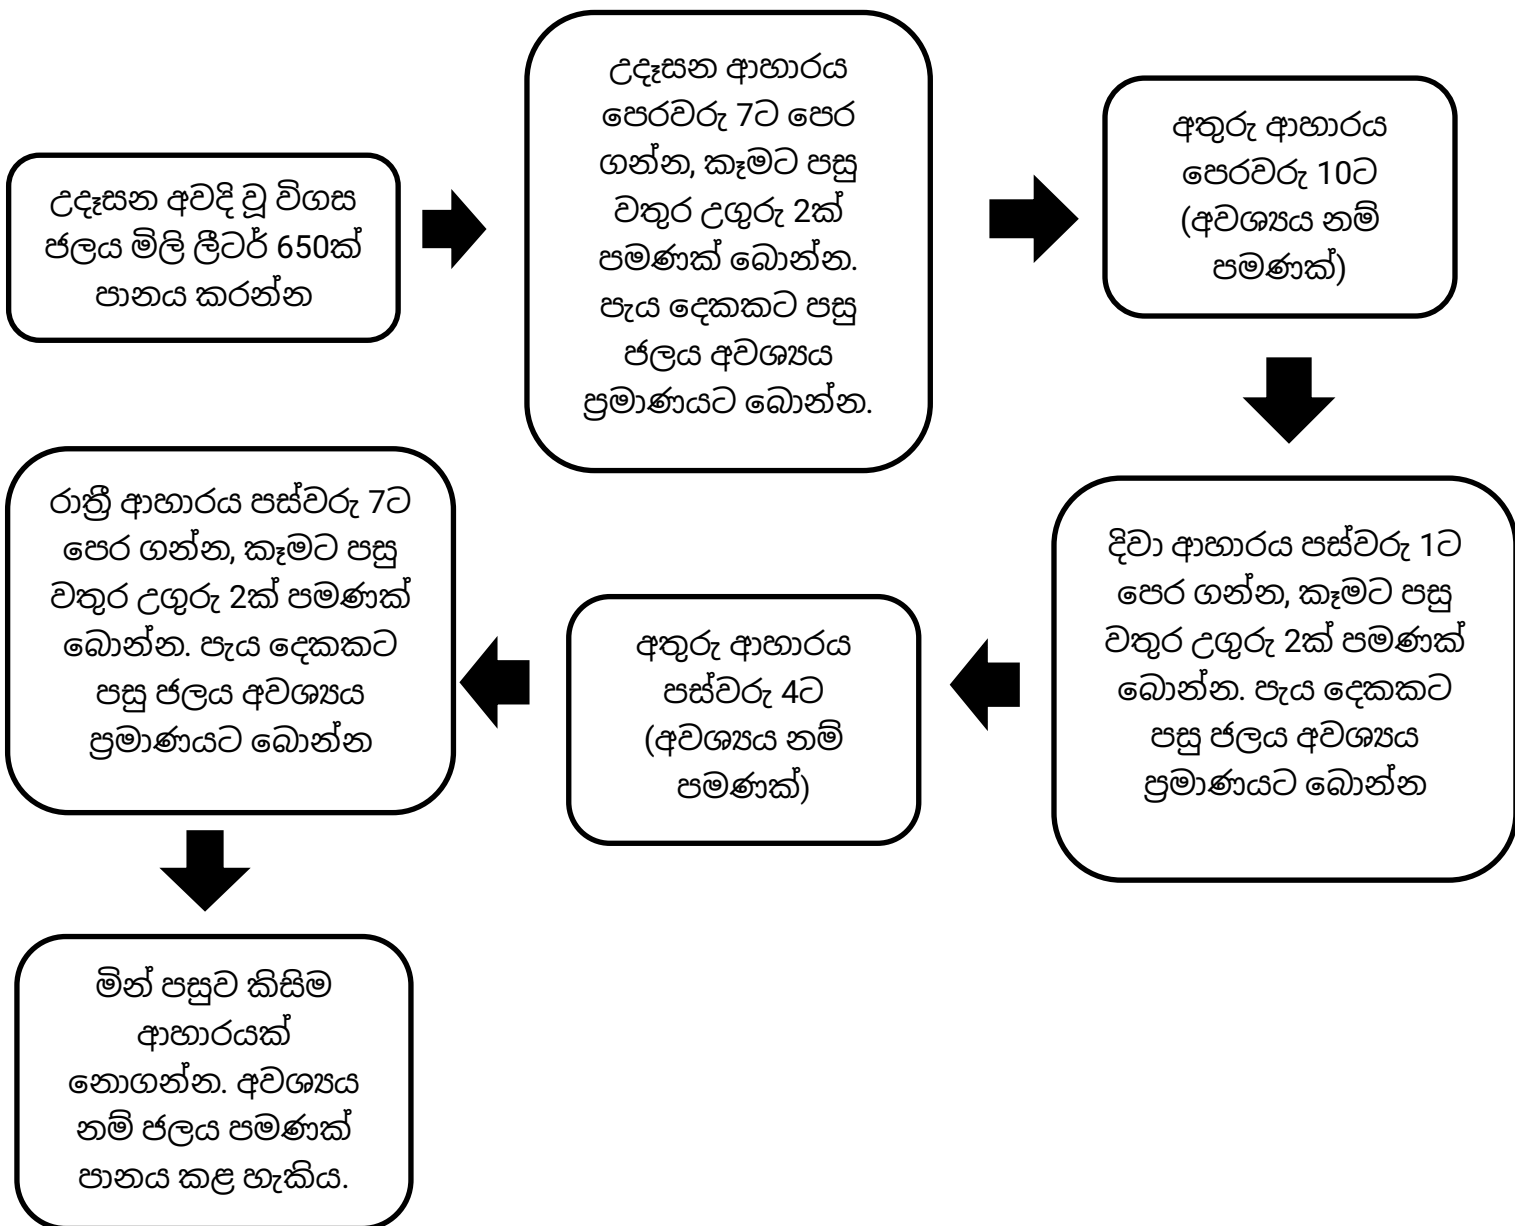 උදෑසන අවදි වූ විගස
ජලය මිලි ලීටර් 650ක්
පානය කරන්න
උදෑසන ආහාරය
පෙරවරු 7ට පෙර
ගන්න, කෑමට පසු
වතුර උගුරු 2ක්
පමණක් බොන්න.
පැය දෙකකට පසු
ජලය අවශ්‍යය
ප්‍රමාණයට බොන්න.
අතුරු ආහාරය
පෙරවරු 10ට
(අවශ්‍යය නම්
පමණක්)
දිවා ආහාරය පස්වරු 1ට
පෙර ගන්න, කෑමට පසු
වතුර උගුරු 2ක් පමණක්
බොන්න. පැය දෙකකට
පසු ජලය අවශ්‍යය
ප්‍රමාණයට බොන්න
අතුරු ආහාරය
පස්වරු 4ට
(අවශ්‍යය නම්
පමණක්)
රාත්‍රී ආහාරය පස්වරු 7ට
පෙර ගන්න, කෑමට පසු
වතුර උගුරු 2ක් පමණක්
බොන්න. පැය දෙකකට
පසු ජලය අවශ්‍යය
ප්‍රමාණයට බොන්න
මින් පසුව කිසිම
ආහාරයක්
නොගන්න. අවශ්‍යය
නම් ජලය පමණක්
පානය කළ හැකිය.